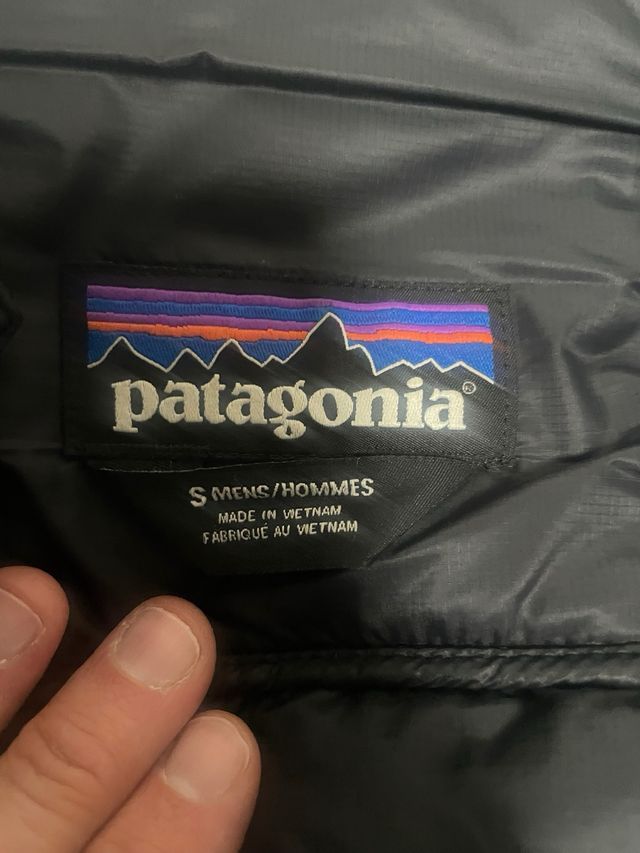 patagonia®
S MENS/HOMMES
MADE IN VIETNAM
FABRIQUÉ AU VIETNAM